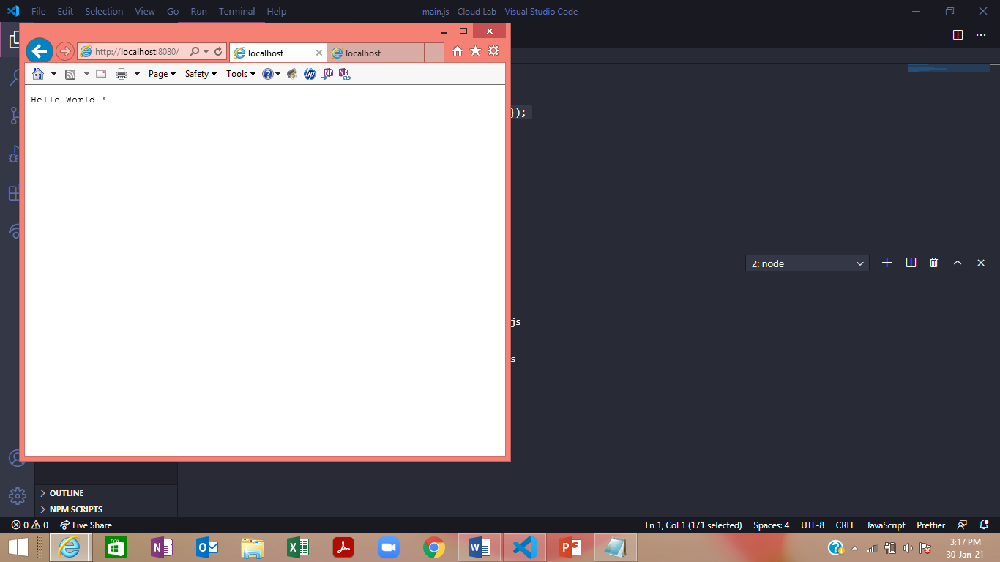 File Edit Selection View Go Run Terminal Help
main.js - Cloud Lab - Visual Studio Code
http://localhost:8080/
localhost
localhost
Page Safety Tools
Hello World !
});
2: node
js
s
OUTLINE
NPM SCRIPTS
0 0 Live Share
Ln 1, Col 1 (171 selected) Spaces: 4 UTF-8 CRLF JavaScript Prettier
3:17 PM
30-Jan-21